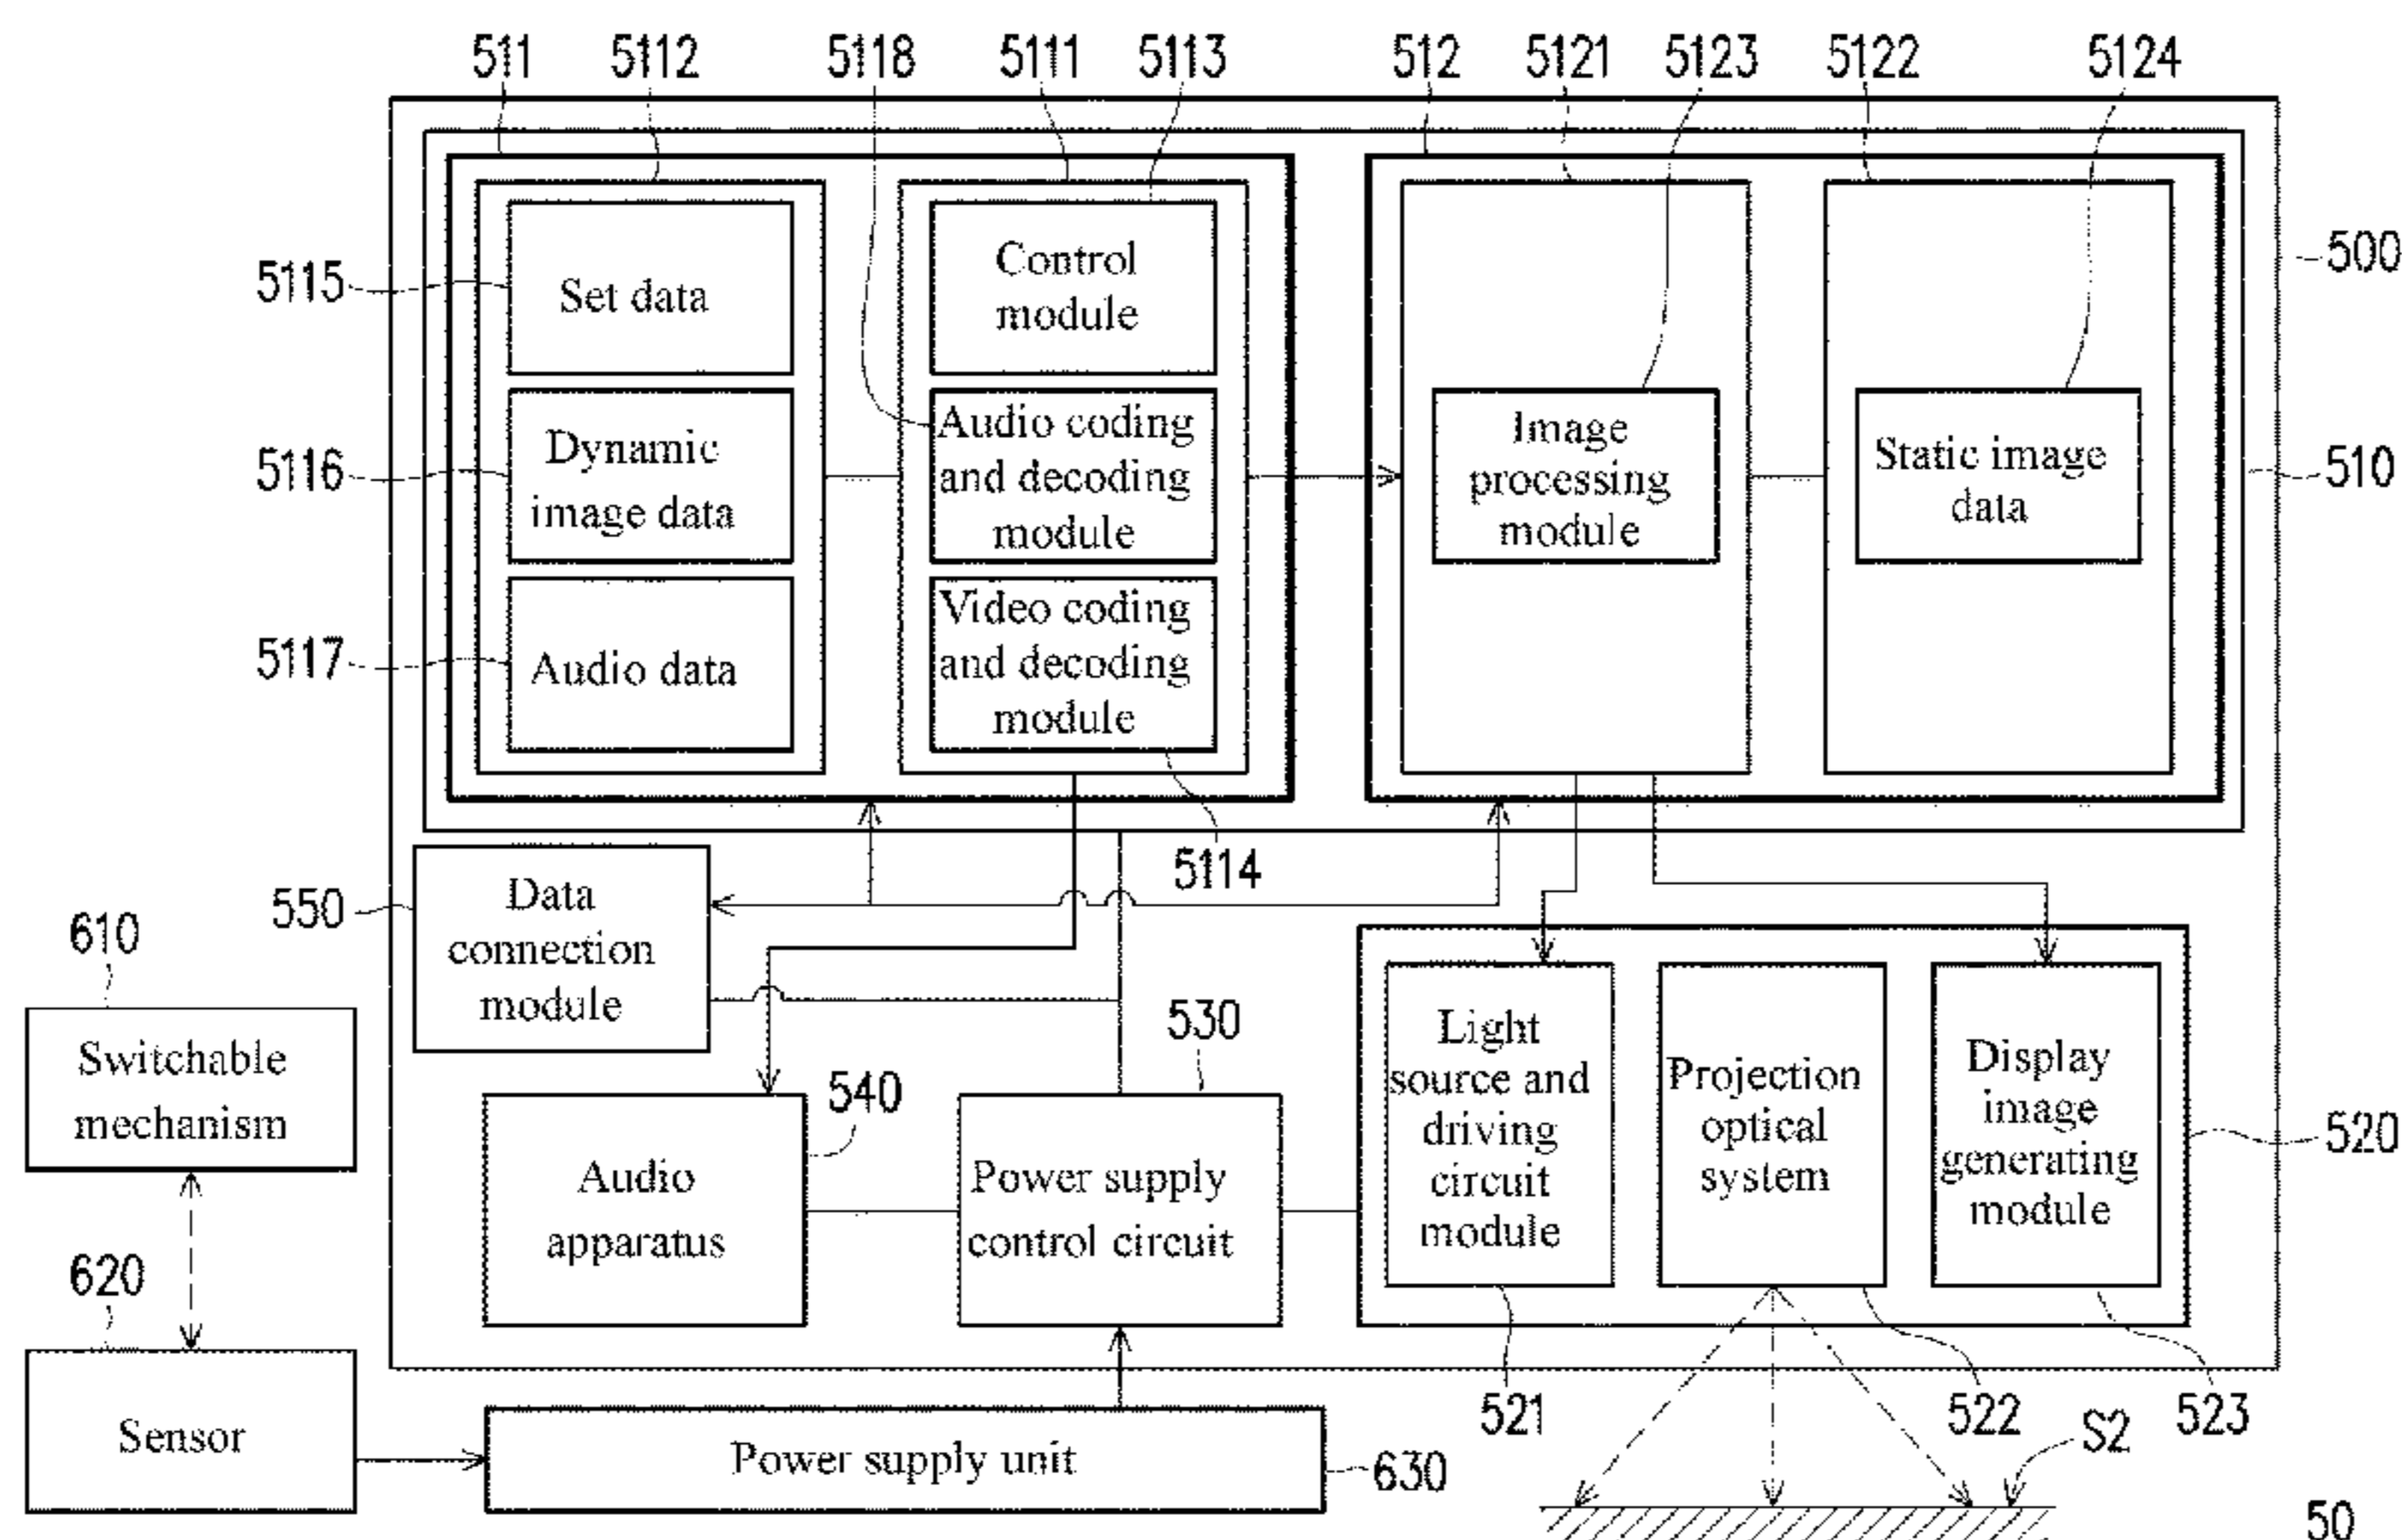 511
5112
5118
5111
5113
512
5121
5123
5122
5124
5115
Set data
Control
module
500
5116
Dynamic
image data
Audio coding
and decoding
module
Image
processing
module
Static image
data
510
5117
Audio data
Video coding
and decoding
module
5114
550
Data
connection
module
610
Switchable
mechanism
540
Audio
apparatus
530
Power supply
control circuit
Light
source and
driving
circuit
module
Projection
optical
system
Display
image
generating
module
520
620
Sensor
Power supply unit
630
521
522
523
S2
50